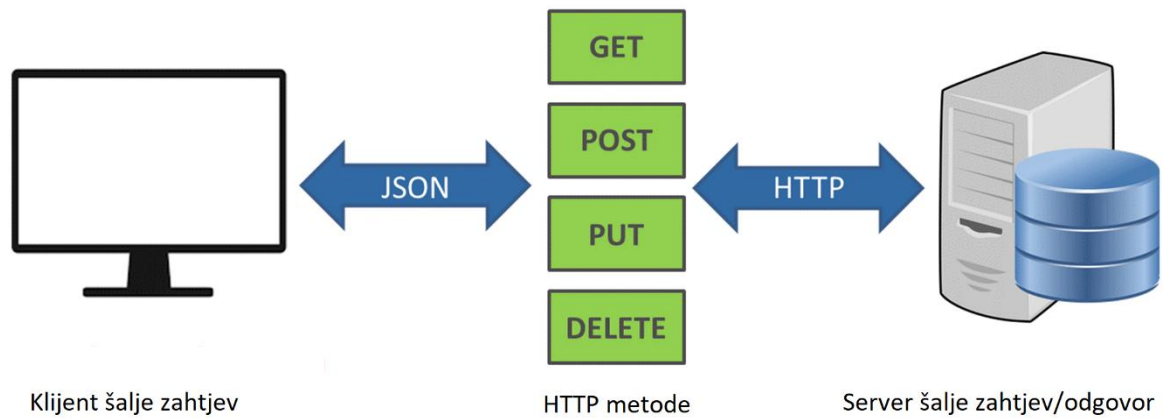 GET
POST
JSON
HTTP
PUT
DELETE
Klijent šalje zahtjev
HTTP metode
Server šalje zahtjev/odgovor